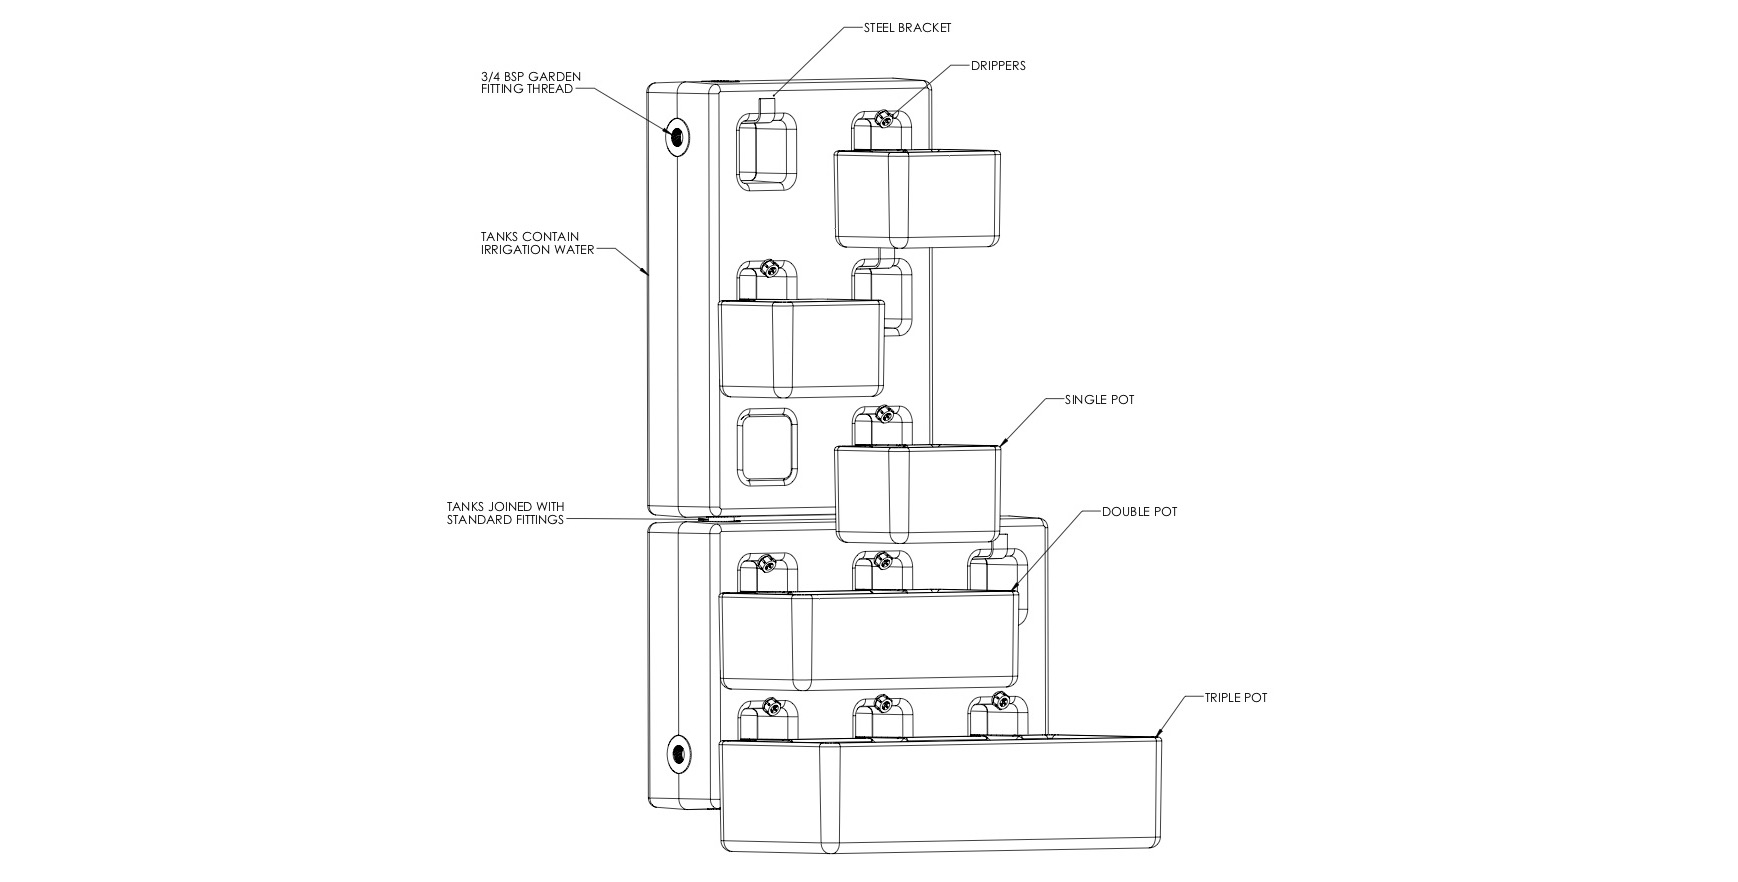 STEEL BRACKET
DRIPPERS
3/4 BSP GARDEN
FITTING THREAD
TANKS CONTAIN
IRRIGATION WATER
SINGLE POT
TANKS JOINED WITH
STANDARD FITTINGS
DOUBLE POT
TRIPLE POT